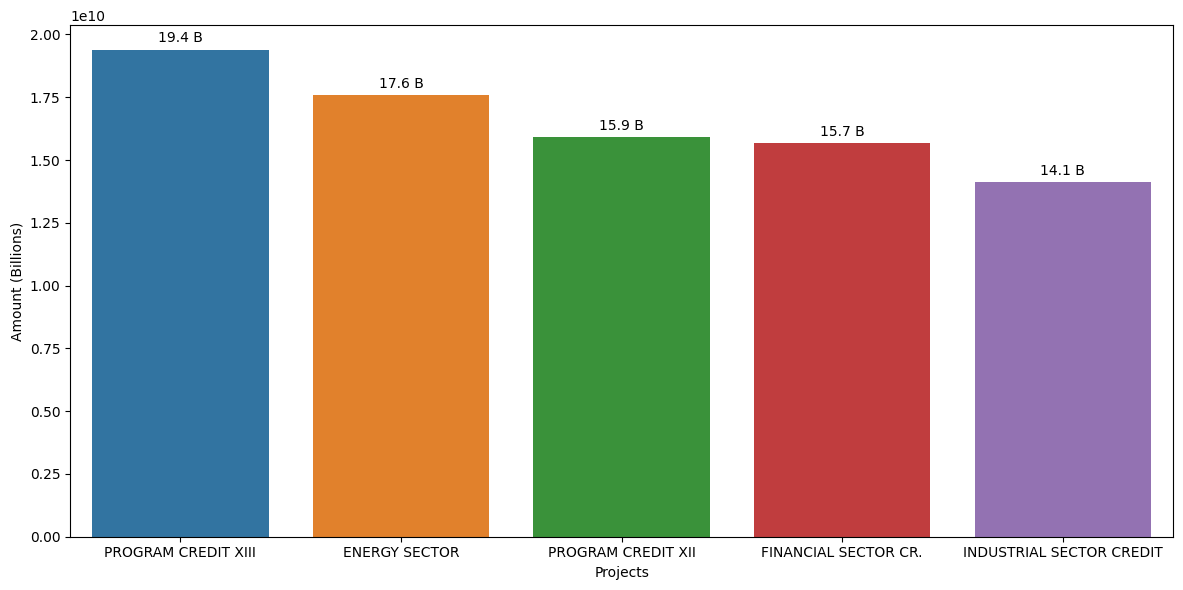 1e10
2.00
1.75
1.50
1.25
1.00
0.75
0.50
0.25
0.00
Amount (Billions)
19.4 B
17.6 B
15.9 B
15.7 B
14.1 B
PROGRAM CREDIT XIII
ENERGY SECTOR
PROGRAM CREDIT XII
FINANCIAL SECTOR CR.
INDUSTRIAL SECTOR CREDIT
Projects